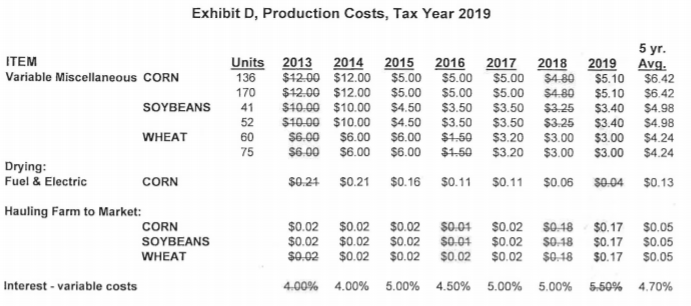 Exhibit D, Production Costs, Tax Year 2019
5 yr.
ITEM Units 2013 2014 2015 2016 2017 2018 2019 Avg.
Variable Miscellaneous CORN 136 $12.00 $12.00 $5.00 $5.00 $5.00 $4.80 $5.10 $6.42
170 $12.00 $12.00 $5.00 $5.00 $5.00 $4.80 $5.10 $6.42
SOYBEANS 41 $10.00 $10.00 $4.50 $3.50 $3.50 $3.25 $3.40 $4.98
52 $10.00 $10.00 $4.50 $3.50 $3.50 $3.25 $3.40 $4.98
WHEAT 60 $6.00 $6.00 $6.00 $1.50 $3.20 $3.00 $3.00 $4.24
75 $6.00 $6.00 $6.00 $1.50 $3.20 $3.00 $3.00 $4.24
Drying:
Fuel & Electric CORN $0.21 $0.21 $0.16 $0.11 $0.11 $0.06 $0.04 $0.13
Hauling Farm to Market:
CORN $0.02 $0.02 $0.02 $0.01 $0.02 $0.18 $0.17 $0.05
SOYBEANS $0.02 $0.02 $0.02 $0.01 $0.02 $0.18 $0.17 $0.05
WHEAT $0.02 $0.02 $0.02 $0.02 $0.02 $0.18 $0.17 $0.05
Interest - variable costs 4.00% 4.00% 5.00% 4.50% 5.00% 5.00% 5.50% 4.70%